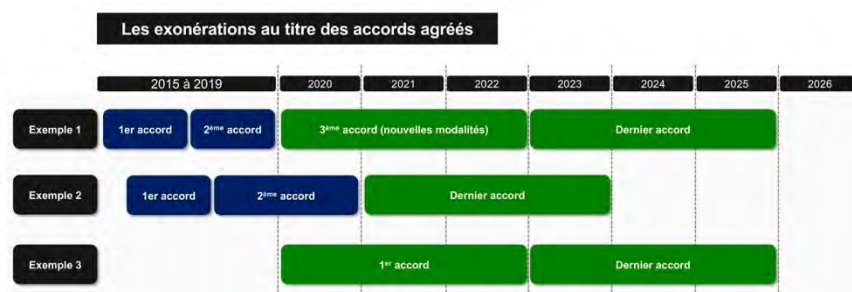 Les exonérations au titre des accords agréés
2015 à 2019 2020 2021 2022 2023 2024 2025 2026
Exemple 1 1er accord 2ème accord 3ème accord (nouvelles modalités) Dernier accord
Exemple 2 1er accord 2ème accord Dernier accord
Exemple 3 1er accord Dernier accord